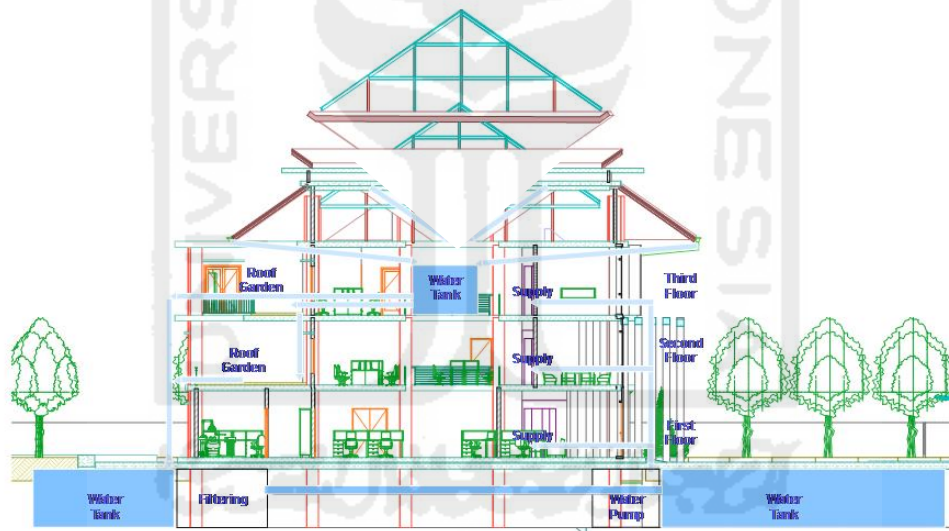 Roof
Garden
Water
Tank
Supply
Third
Floor
Roof
Garden
Supply
Second
Floor
Supply
First
Floor
Water
Tank
Filtering
Water
Pump
Water
Tank